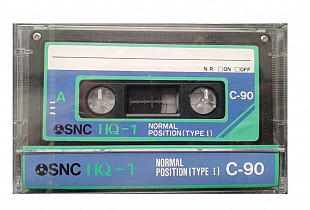 N.R. □ON □OFF
A
C-90
SNC HQ-1 NORMAL
POSITION (TYPE I)
SNC HQ-1 NORMAL
POSITION (TYPE I) C-90